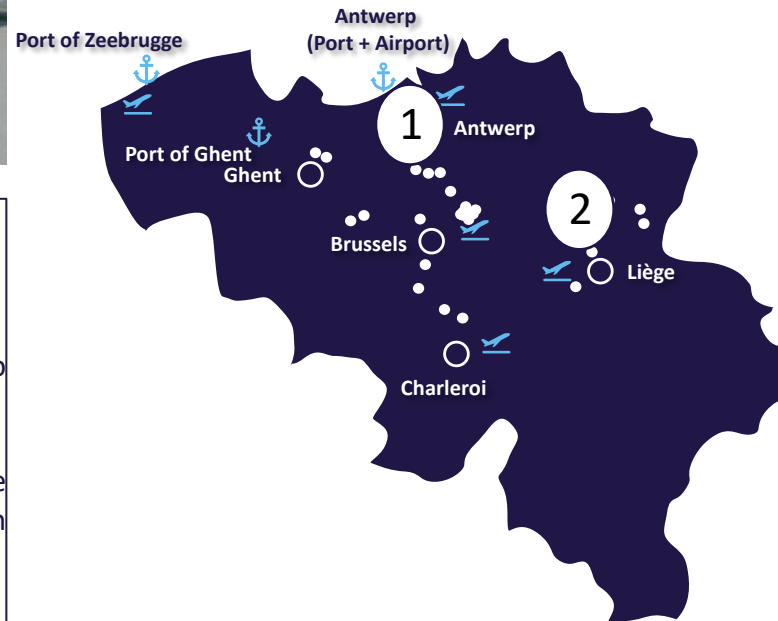 Antwerp
(Port + Airport)
Port of Zeebrugge
1
Antwerp
Port of Ghent
Ghent
2
Brussels
Liège
Charleroi